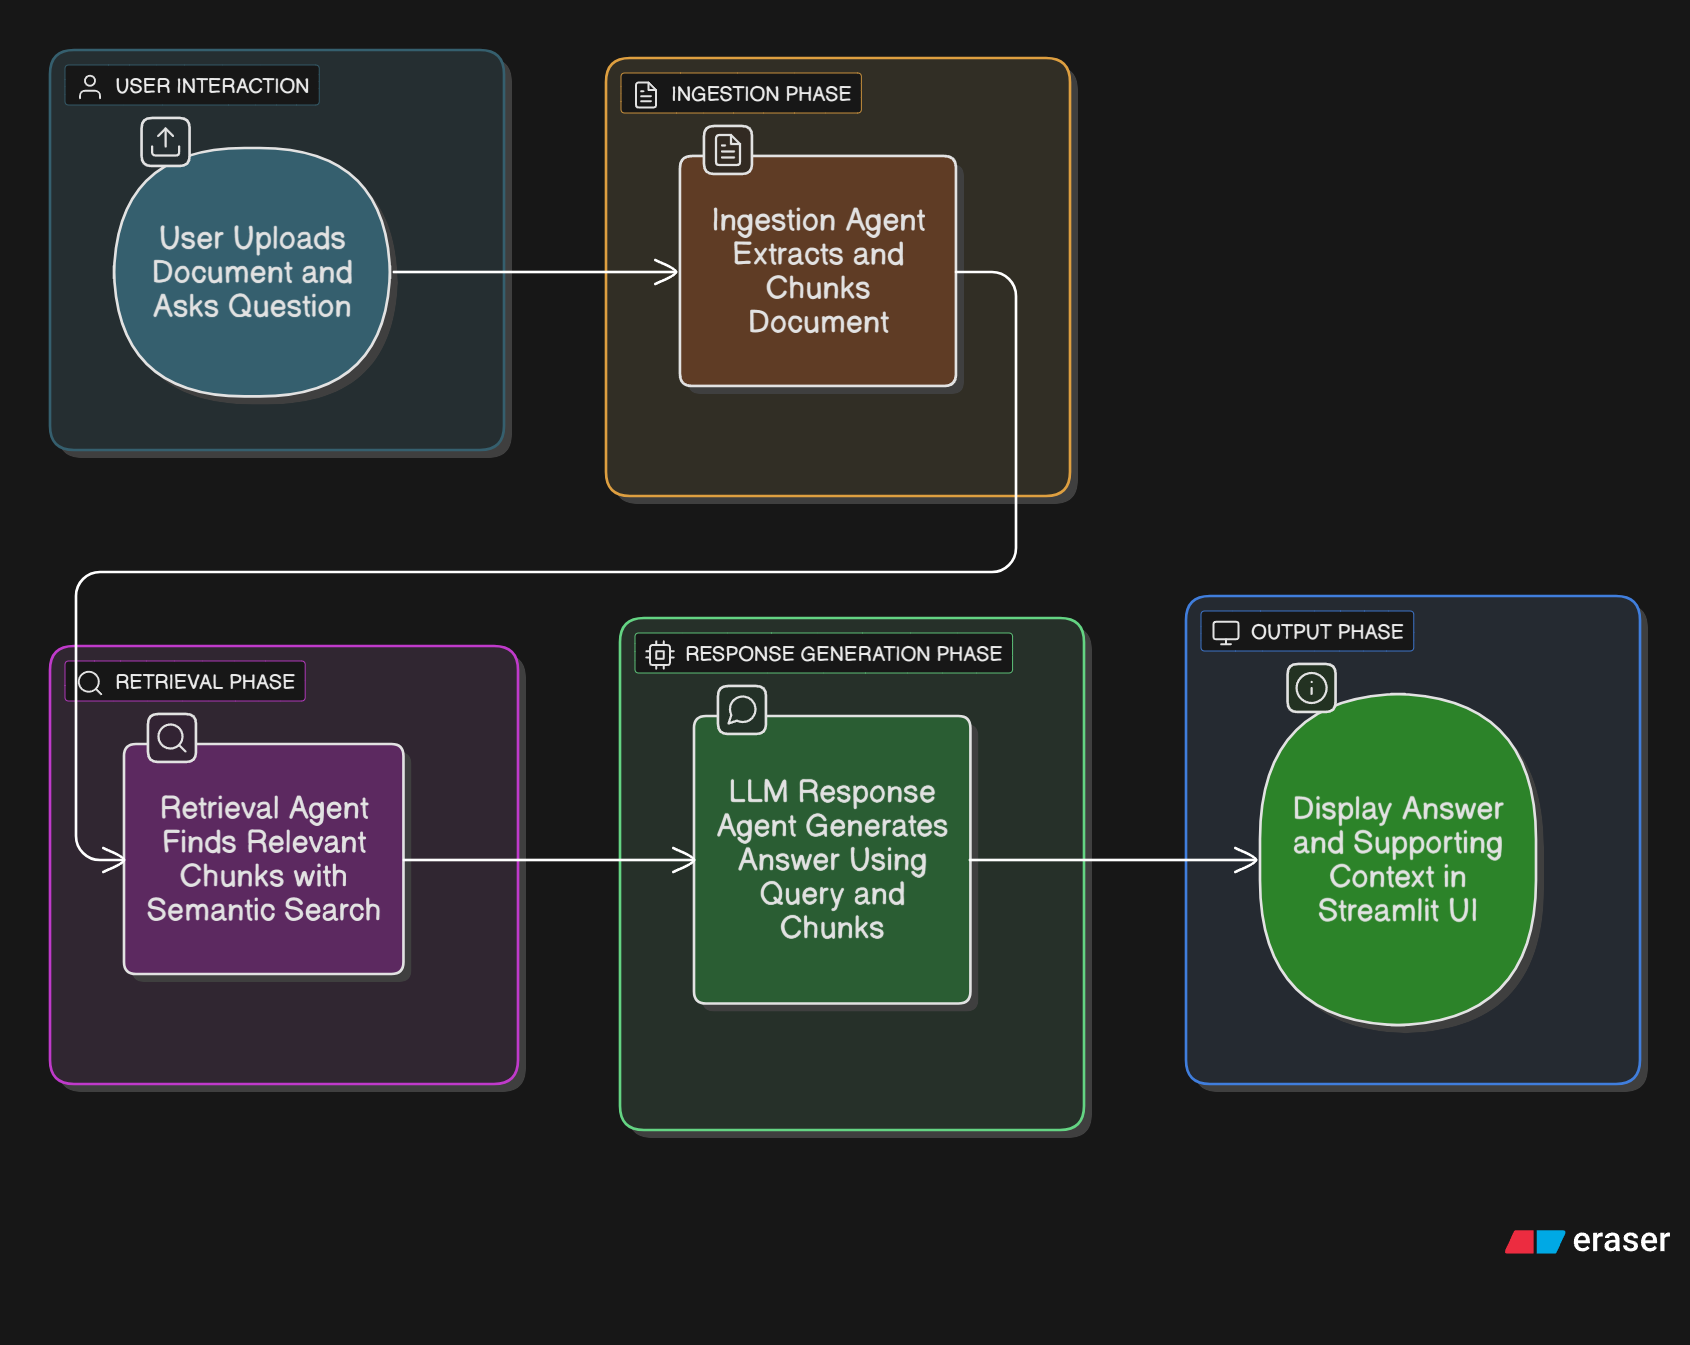 USER INTERACTION
User Uploads
Document and
Asks Question
INGESTION PHASE
Ingestion Agent
Extracts and
Chunks
Document
RETRIEVAL PHASE
Retrieval Agent
Finds Relevant
Chunks with
Semantic Search
RESPONSE GENERATION PHASE
LLM Response
Agent Generates
Answer Using
Query and
Chunks
OUTPUT PHASE
Display Answer
and Supporting
Context in
Streamlit UI
eraser